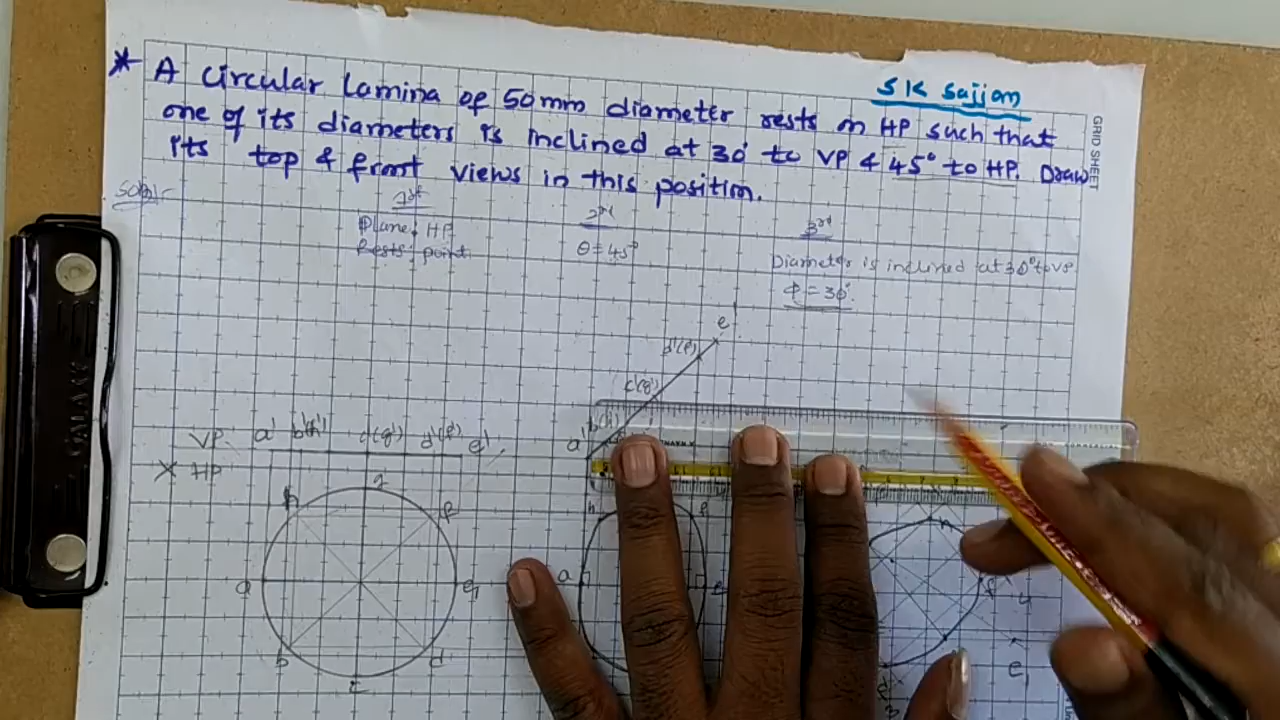 * A circular Lamina of 50mm diameter rests on HP such that
SK Sajjan
one of its diameters is inclined at 30° to VP & 45° to HP. Draw
its top & front views in this position.
GRID SHEET
Soln:-
1st
Plane: HP
Rests: point
2nd
θ = 45°
3rd
Diameter is inclined at 30° to VP
φ = 30°.
e
d'(f')
c'(g')
b'(h')
a'
VP a' b'(h') c'(g') d'(f') e'
X HP
h g f
a e1
b c d
h f
a e
n
f
y
e1
d